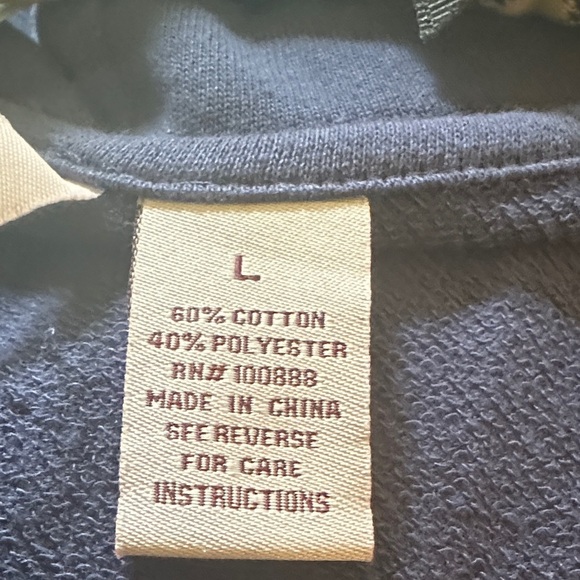 L
60% COTTON
40% POLYESTER
RN# 100888
MADE IN CHINA
SEE REVERSE
FOR CARE
INSTRUCTIONS